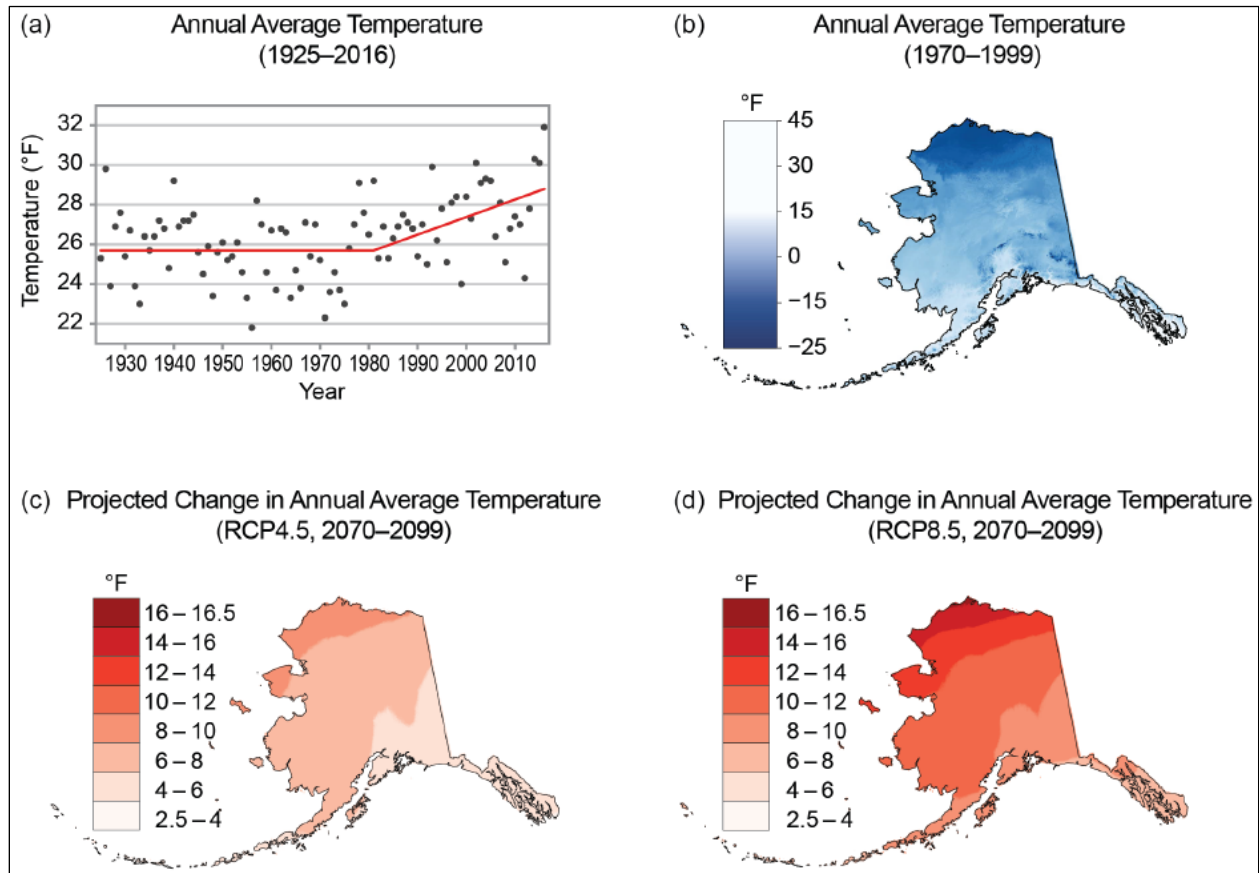 (a) Annual Average Temperature
(1925–2016)
Temperature (°F)
32
30
28
26
24
22
1930 1940 1950 1960 1970 1980 1990 2000 2010
Year
(b) Annual Average Temperature
(1970–1999)
°F
45
30
15
0
−15
−25
(c) Projected Change in Annual Average Temperature
(RCP4.5, 2070–2099)
°F
16 – 16.5
14 – 16
12 – 14
10 – 12
8 – 10
6 – 8
4 – 6
2.5 – 4
(d) Projected Change in Annual Average Temperature
(RCP8.5, 2070–2099)
°F
16 – 16.5
14 – 16
12 – 14
10 – 12
8 – 10
6 – 8
4 – 6
2.5 – 4